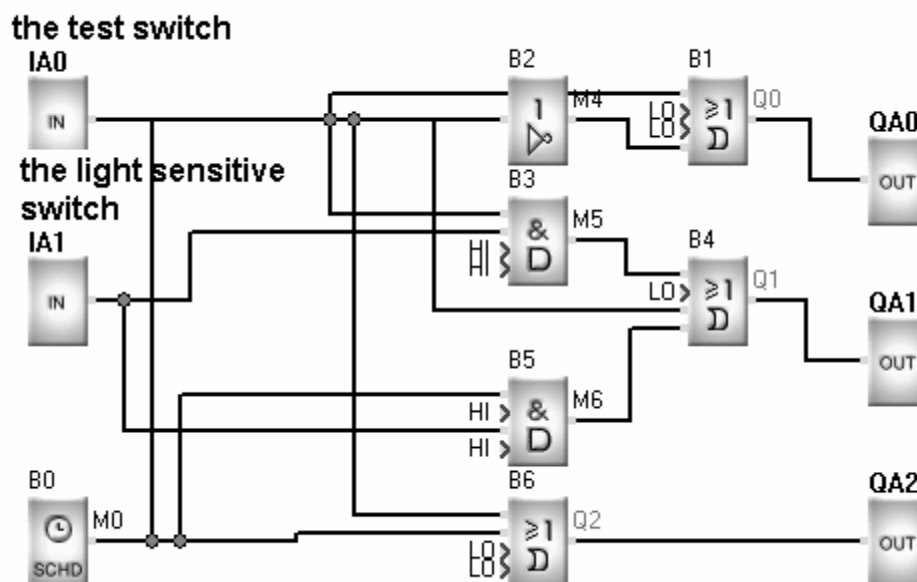 the test switch
IA0
IN
B2
1
M4
B1
LO
LO
≥1
Q0
QA0
OUT
the light sensitive
switch
IA1
IN
B3
&
HI
HI
M5
B4
LO
≥1
Q1
QA1
OUT
B5
HI
&
HI
M6
B0
M0
SCHD
B6
≥1
LO
LO
Q2
QA2
OUT